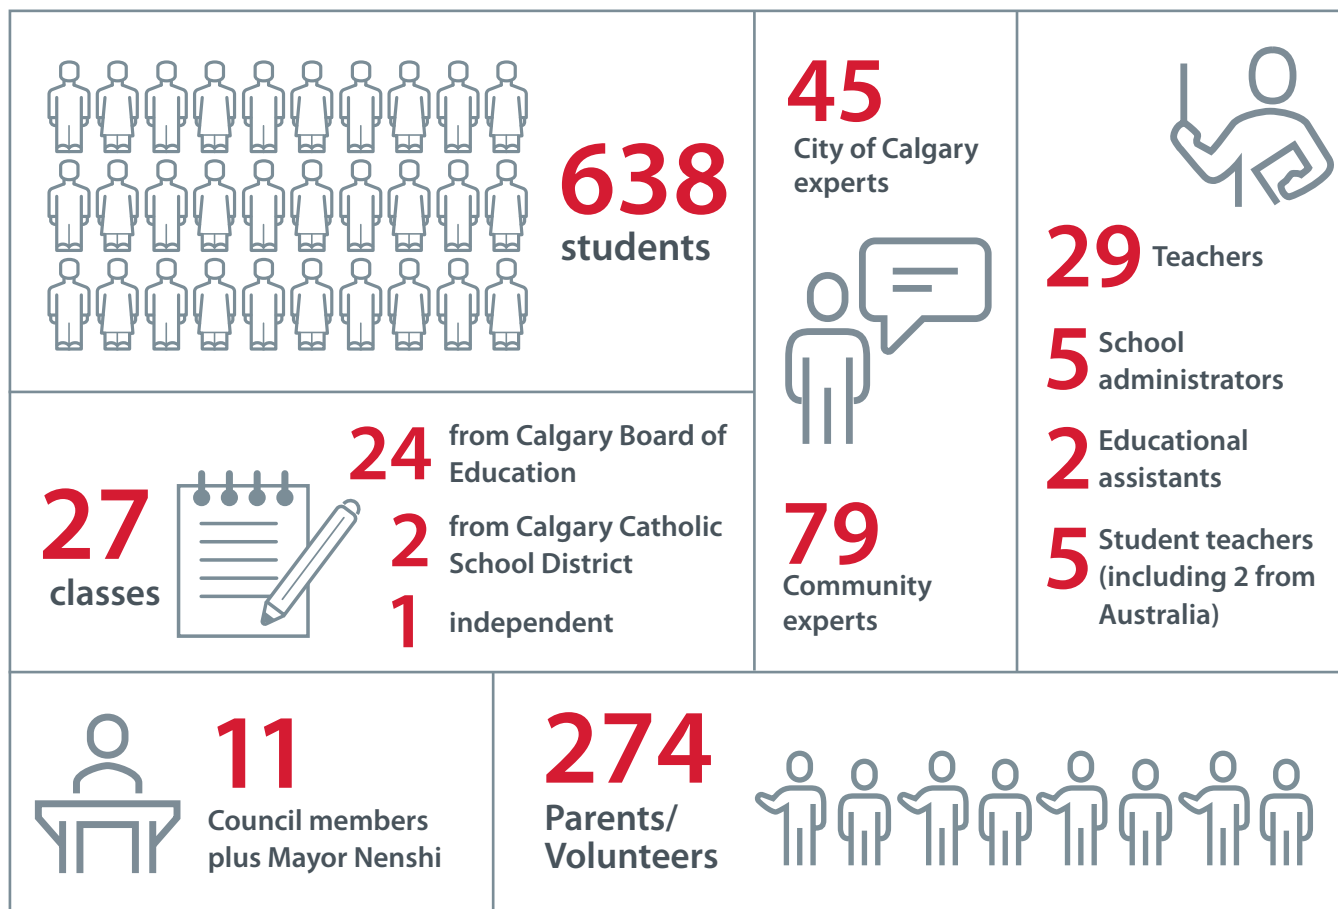 638
students
45
City of Calgary
experts
79
Community
experts
29 Teachers
5 School
administrators
2 Educational
assistants
5 Student teachers
(including 2 from
Australia)
27
classes
24 from Calgary Board of
Education
2 from Calgary Catholic
School District
1 independent
11
Council members
plus Mayor Nenshi
274
Parents/
Volunteers